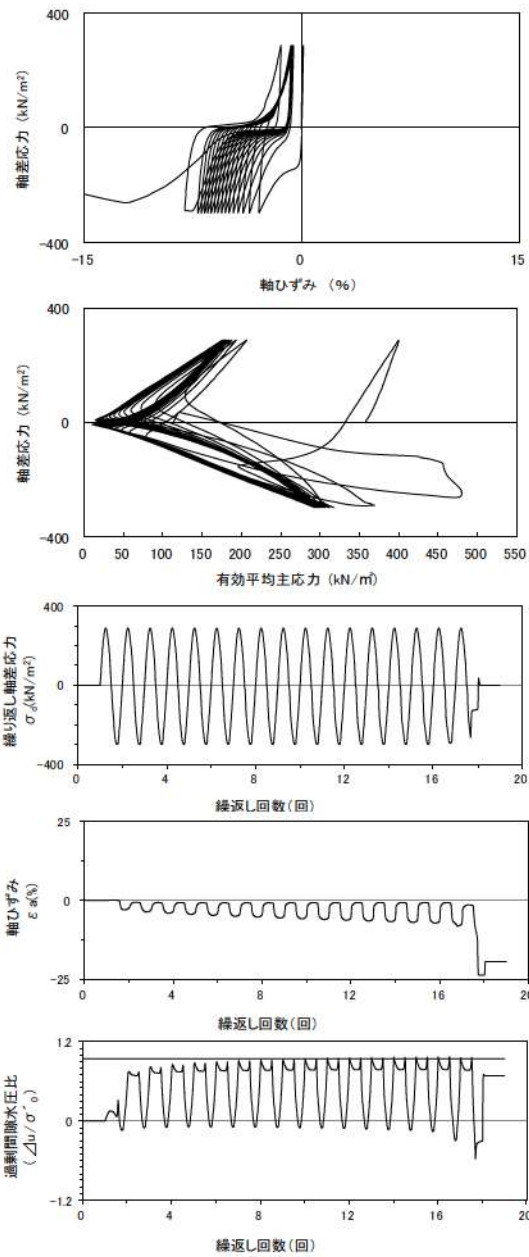 軸差応力 (kN/m²)
400
0
-400
-15
0
15
軸ひずみ (%)
軸差応力 (kN/m²)
400
0
-400
0 50 100 150 200 250 300 350 400 450 500 550
有効平均主応力 (kN/㎡)
繰り返し軸差応力
σd(kN/m²)
400
0
-400
0 4 8 12 16 20
繰返し回数(回)
軸ひずみ
εa(%)
25
0
-25
0 4 8 12 16 20
繰返し回数(回)
過剰間隙水圧比
(⊿u/σ'0)
1.2
0
-1.2
0 4 8 12 16 20
繰返し回数(回)